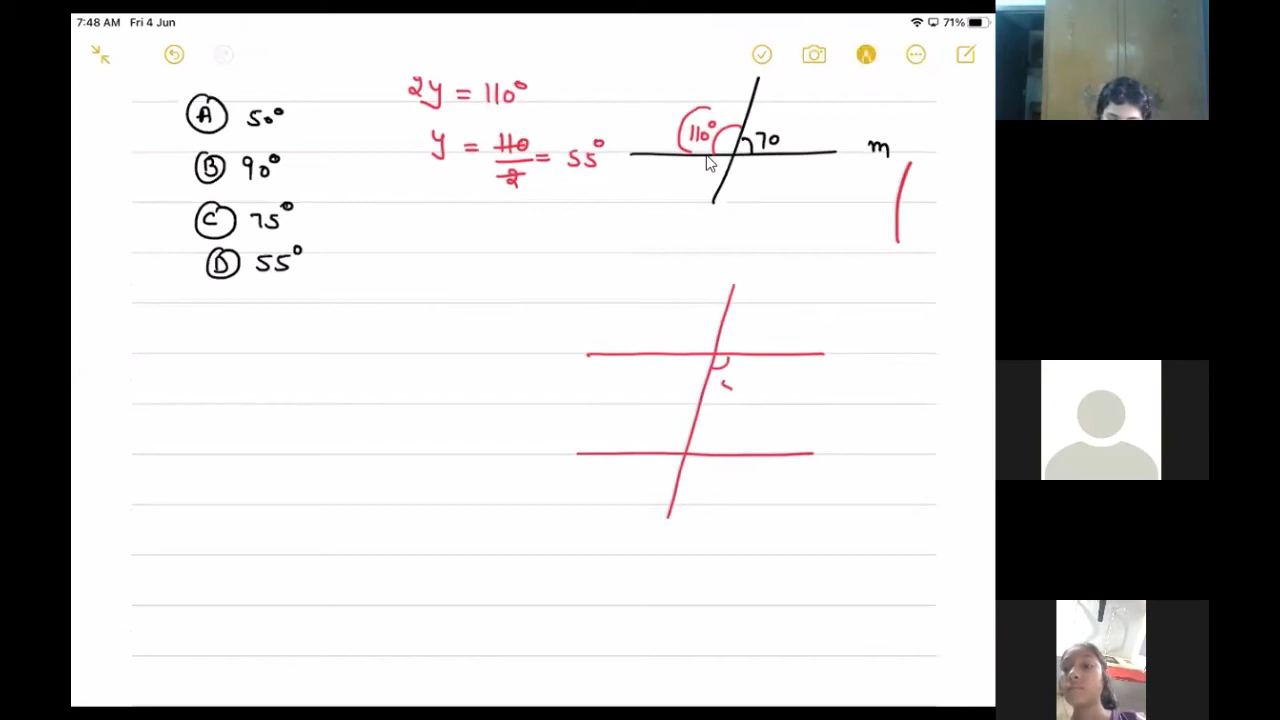 7:48 AM Fri 4 Jun
71%
2y = 110°
A 50°
y = 110/2 = 55°
110°
70
m
B 90°
C 75°
D 55°